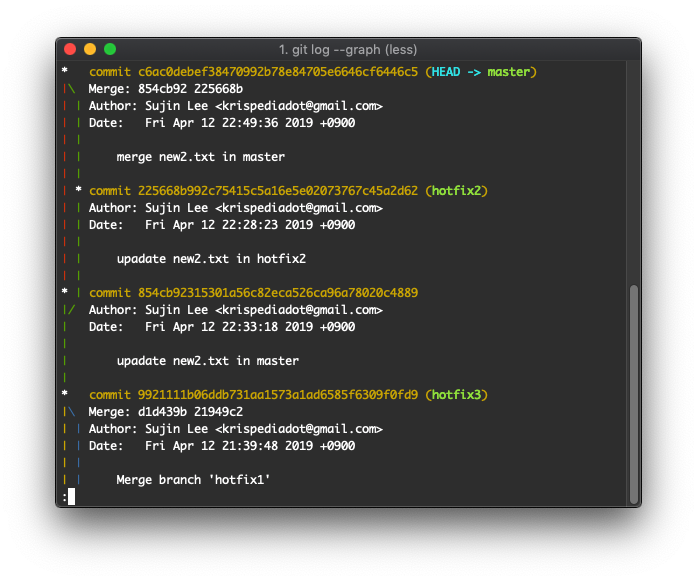 1. git log --graph (less)
* commit c6ac0debef38470992b78e84705e6646cf6446c5 (HEAD -> master)
|\ Merge: 854cb92 225668b
| | Author: Sujin Lee <krispediadot@gmail.com>
| | Date: Fri Apr 12 22:49:36 2019 +0900
| |
| | merge new2.txt in master
| |
| * commit 225668b992c75415c5a16e5e02073767c45a2d62 (hotfix2)
| | Author: Sujin Lee <krispediadot@gmail.com>
| | Date: Fri Apr 12 22:28:23 2019 +0900
| |
| | upadate new2.txt in hotfix2
| |
* | commit 854cb92315301a56c82eca526ca96a78020c4889
|/ Author: Sujin Lee <krispediadot@gmail.com>
| Date: Fri Apr 12 22:33:18 2019 +0900
|
| upadate new2.txt in master
|
* commit 9921111b06ddb731aa1573a1ad6585f6309f0fd9 (hotfix3)
|\ Merge: d1d439b 21949c2
| | Author: Sujin Lee <krispediadot@gmail.com>
| | Date: Fri Apr 12 21:39:48 2019 +0900
| |
| | Merge branch 'hotfix1'
: